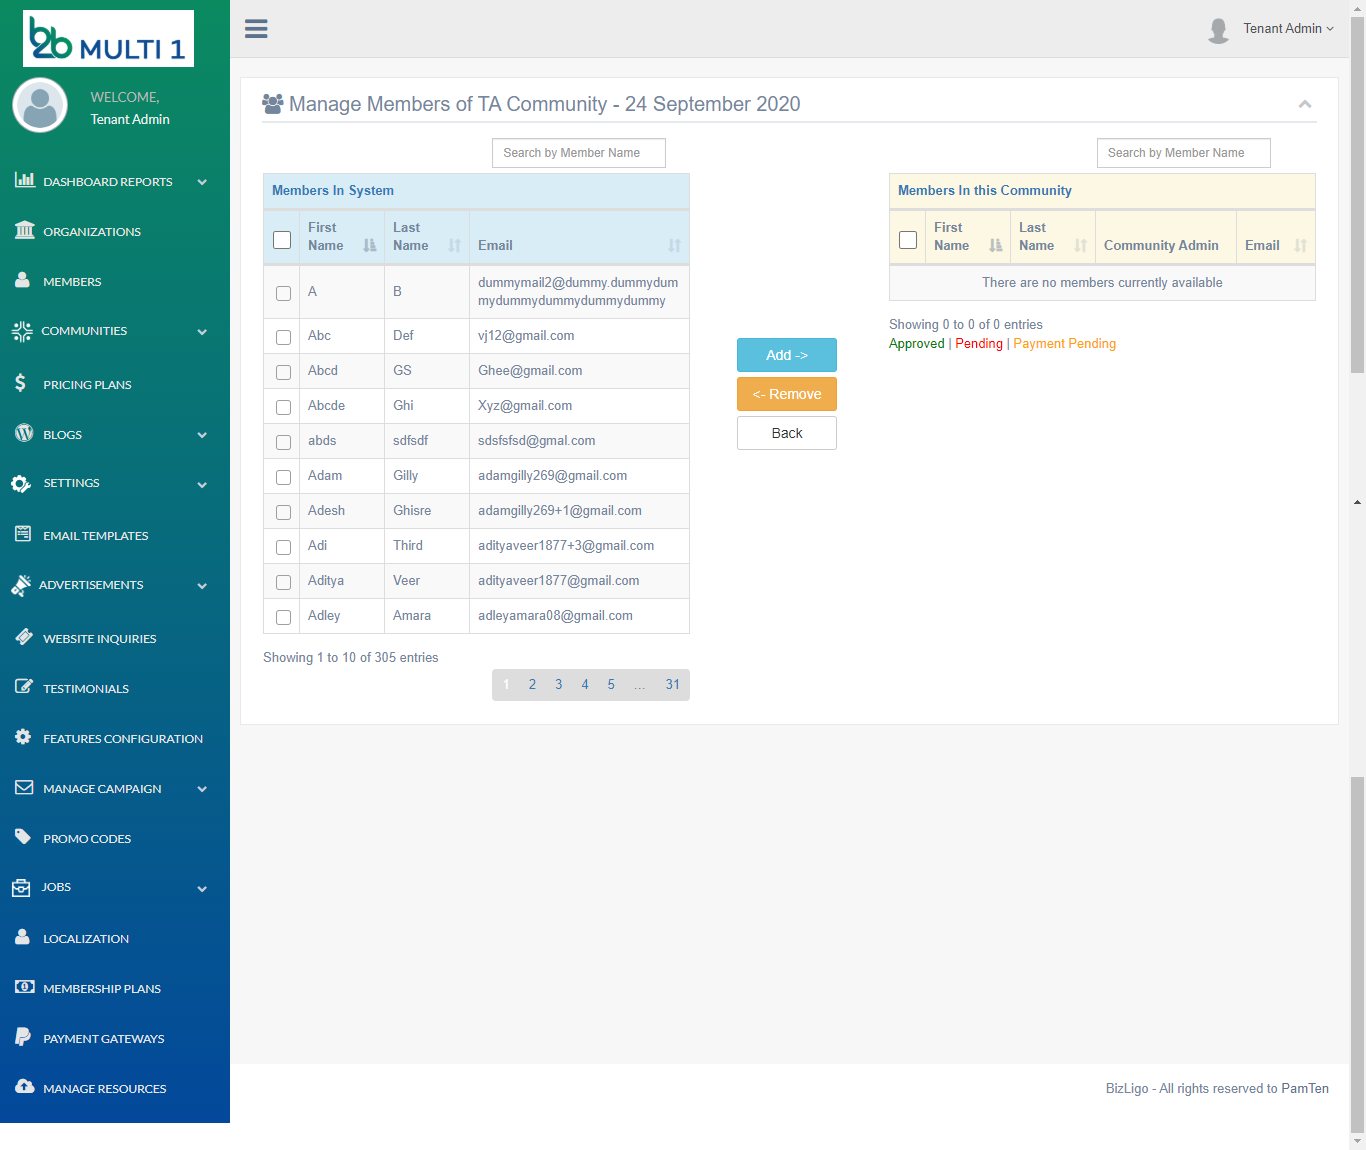 b2b MULTI 1
WELCOME,
Tenant Admin
DASHBOARD REPORTS
ORGANIZATIONS
MEMBERS
COMMUNITIES
PRICING PLANS
BLOGS
SETTINGS
EMAIL TEMPLATES
ADVERTISEMENTS
WEBSITE INQUIRIES
TESTIMONIALS
FEATURES CONFIGURATION
MANAGE CAMPAIGN
PROMO CODES
JOBS
LOCALIZATION
MEMBERSHIP PLANS
PAYMENT GATEWAYS
MANAGE RESOURCES
Tenant Admin
Manage Members of TA Community - 24 September 2020
Search by Member Name
Members In System
First Name Last Name Email
A B dummymail2@dummy.dummydum
mydummydummydummydummy
Abc Def vj12@gmail.com
Abcd GS Ghee@gmail.com
Abcde Ghi Xyz@gmail.com
abds sdfsdf sdsfsfsd@gmal.com
Adam Gilly adamgilly269@gmail.com
Adesh Ghisre adamgilly269+1@gmail.com
Adi Third adityaveer1877+3@gmail.com
Aditya Veer adityaveer1877@gmail.com
Adley Amara adleyamara08@gmail.com
Showing 1 to 10 of 305 entries
1 2 3 4 5 ... 31
Add ->
<- Remove
Back
Search by Member Name
Members In this Community
First Name Last Name Community Admin Email
There are no members currently available
Showing 0 to 0 of 0 entries
Approved | Pending | Payment Pending
BizLigo - All rights reserved to PamTen